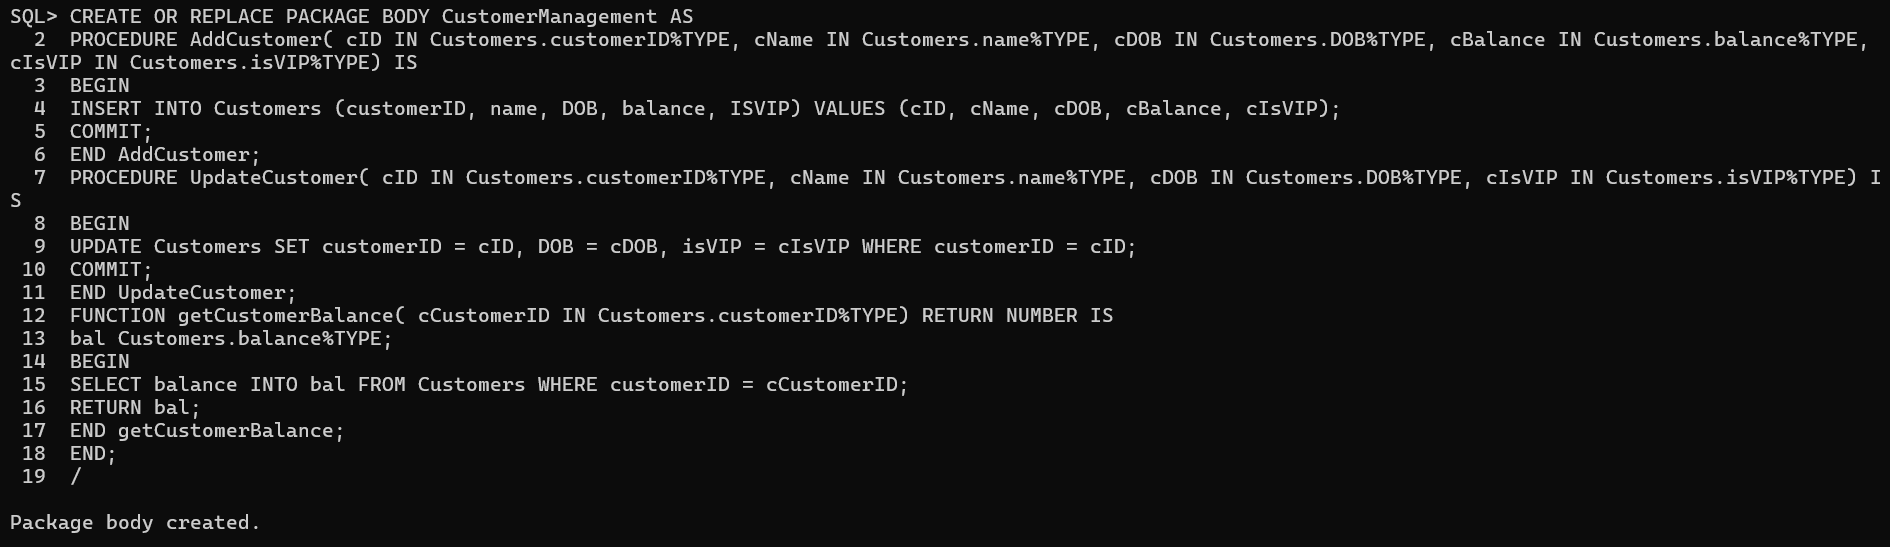 SQL> CREATE OR REPLACE PACKAGE BODY CustomerManagement AS
  2  PROCEDURE AddCustomer( cID IN Customers.customerID%TYPE, cName IN Customers.name%TYPE, cDOB IN Customers.DOB%TYPE, cBalance IN Customers.balance%TYPE,
cIsVIP IN Customers.isVIP%TYPE) IS
  3  BEGIN
  4  INSERT INTO Customers (customerID, name, DOB, balance, ISVIP) VALUES (cID, cName, cDOB, cBalance, cIsVIP);
  5  COMMIT;
  6  END AddCustomer;
  7  PROCEDURE UpdateCustomer( cID IN Customers.customerID%TYPE, cName IN Customers.name%TYPE, cDOB IN Customers.DOB%TYPE, cIsVIP IN Customers.isVIP%TYPE) I
S
  8  BEGIN
  9  UPDATE Customers SET customerID = cID, DOB = cDOB, isVIP = cIsVIP WHERE customerID = cID;
 10  COMMIT;
 11  END UpdateCustomer;
 12  FUNCTION getCustomerBalance( cCustomerID IN Customers.customerID%TYPE) RETURN NUMBER IS
 13  bal Customers.balance%TYPE;
 14  BEGIN
 15  SELECT balance INTO bal FROM Customers WHERE customerID = cCustomerID;
 16  RETURN bal;
 17  END getCustomerBalance;
 18  END;
 19  /
Package body created.